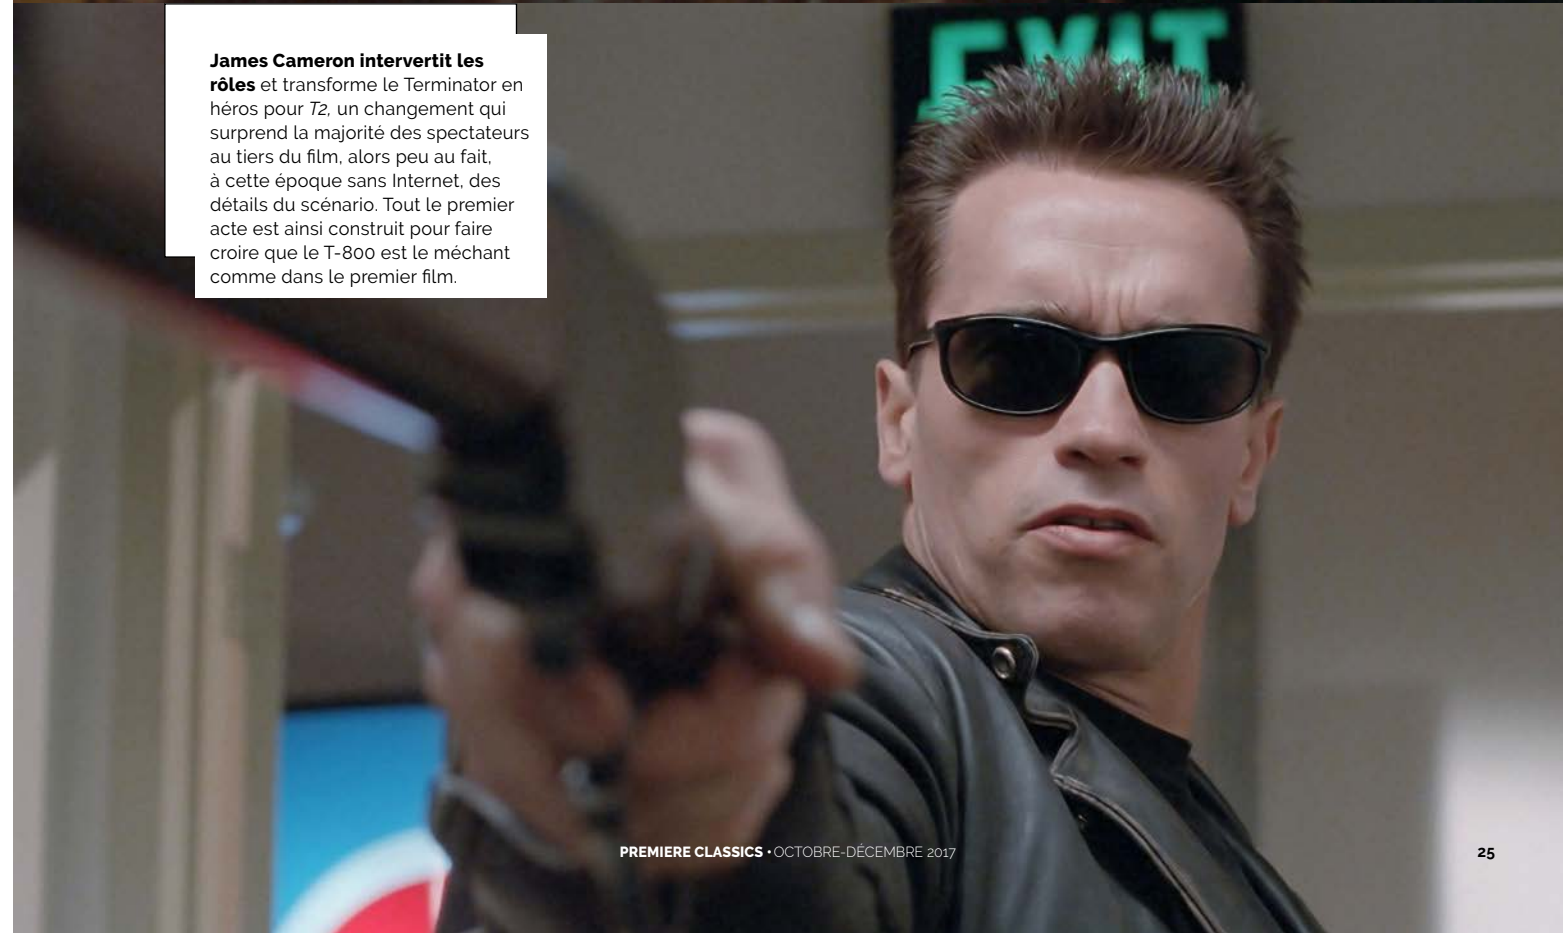 EXIT
James Cameron intervertit les
rôles et transforme le Terminator en
héros pour T2, un changement qui
surprend la majorité des spectateurs
au tiers du film, alors peu au fait,
à cette époque sans Internet, des
détails du scénario. Tout le premier
acte est ainsi construit pour faire
croire que le T-800 est le méchant
comme dans le premier film.
PREMIERE CLASSICS • OCTOBRE-DÉCEMBRE 2017
25